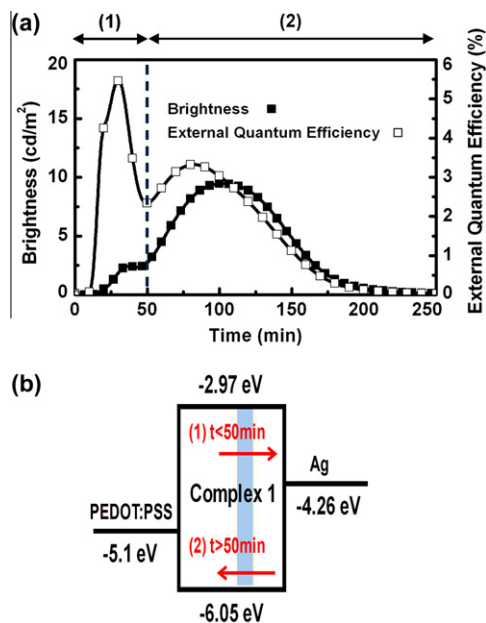 (a)
(1) (2)
20 6
5
15
4
Brightness
External Quantum Efficiency
10 3
2
5
1
0 0
0 50 100 150 200 250
Brightness (cd/m²)
External Quantum Efficiency (%)
Time (min)
(b)
-2.97 eV
(1) t<50min
Ag
Complex 1
-4.26 eV
PEDOT:PSS
-5.1 eV
(2) t>50min
-6.05 eV